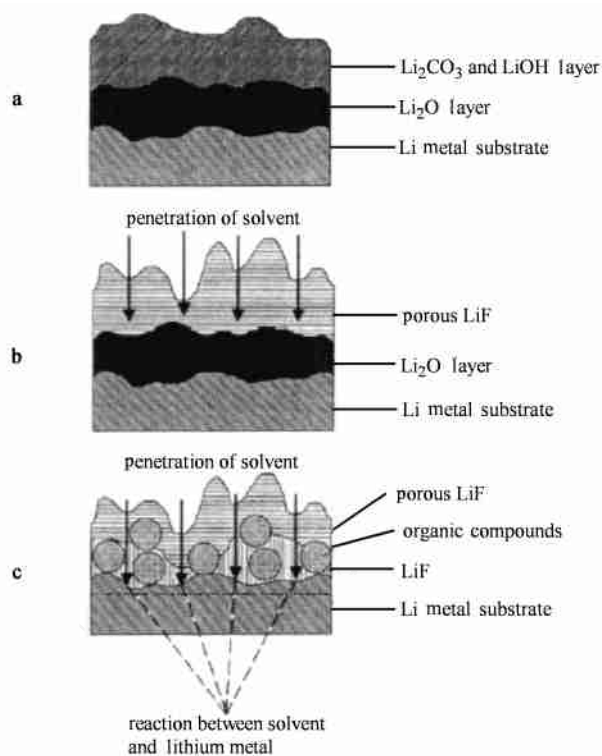 a
Li₂CO₃ and LiOH layer
Li₂O layer
Li metal substrate
penetration of solvent
b
porous LiF
Li₂O layer
Li metal substrate
penetration of solvent
c
porous LiF
organic compounds
LiF
Li metal substrate
reaction between solvent
and lithium metal